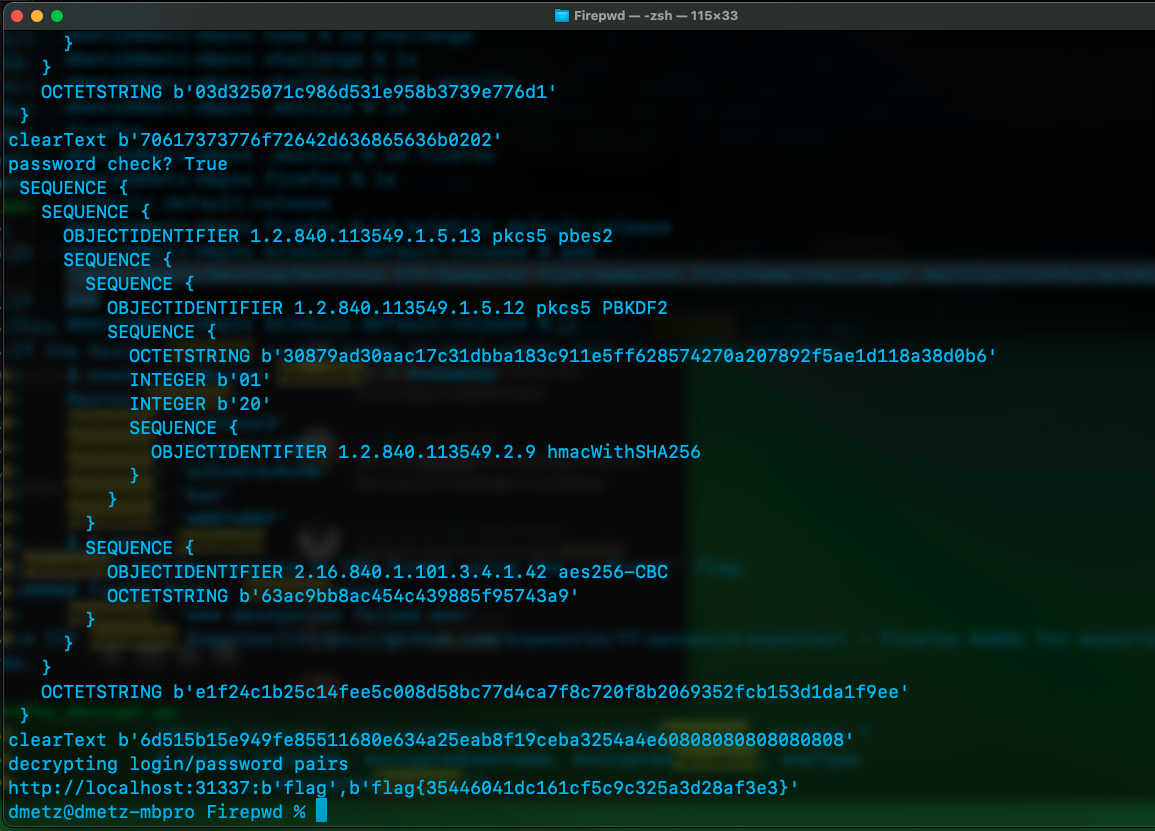 Firepwd — -zsh — 115×33
}
}
OCTETSTRING b'03d325071c986d531e958b3739e776d1'
}
clearText b'70617373776f72642d636865636b0202'
password check? True
SEQUENCE {
SEQUENCE {
OBJECTIDENTIFIER 1.2.840.113549.1.5.13 pkcs5 pbes2
SEQUENCE {
SEQUENCE {
OBJECTIDENTIFIER 1.2.840.113549.1.5.12 pkcs5 PBKDF2
SEQUENCE {
OCTETSTRING b'30879ad30aac17c31dbba183c911e5ff628574270a207892f5ae1d118a38d0b6'
INTEGER b'01'
INTEGER b'20'
SEQUENCE {
OBJECTIDENTIFIER 1.2.840.113549.2.9 hmacWithSHA256
}
}
}
SEQUENCE {
OBJECTIDENTIFIER 2.16.840.1.101.3.4.1.42 aes256-CBC
OCTETSTRING b'63ac9bb8ac454c439885f95743a9'
}
}
}
OCTETSTRING b'e1f24c1b25c14fee5c008d58bc77d4ca7f8c720f8b2069352fcb153d1da1f9ee'
}
clearText b'6d515b15e949fe85511680e634a25eab8f19ceba3254a4e60808080808080808'
decrypting login/password pairs
http://localhost:31337:b'flag',b'flag{35446041dc161cf5c9c325a3d28af3e3}'
dmetz@dmetz-mbpro Firepwd %